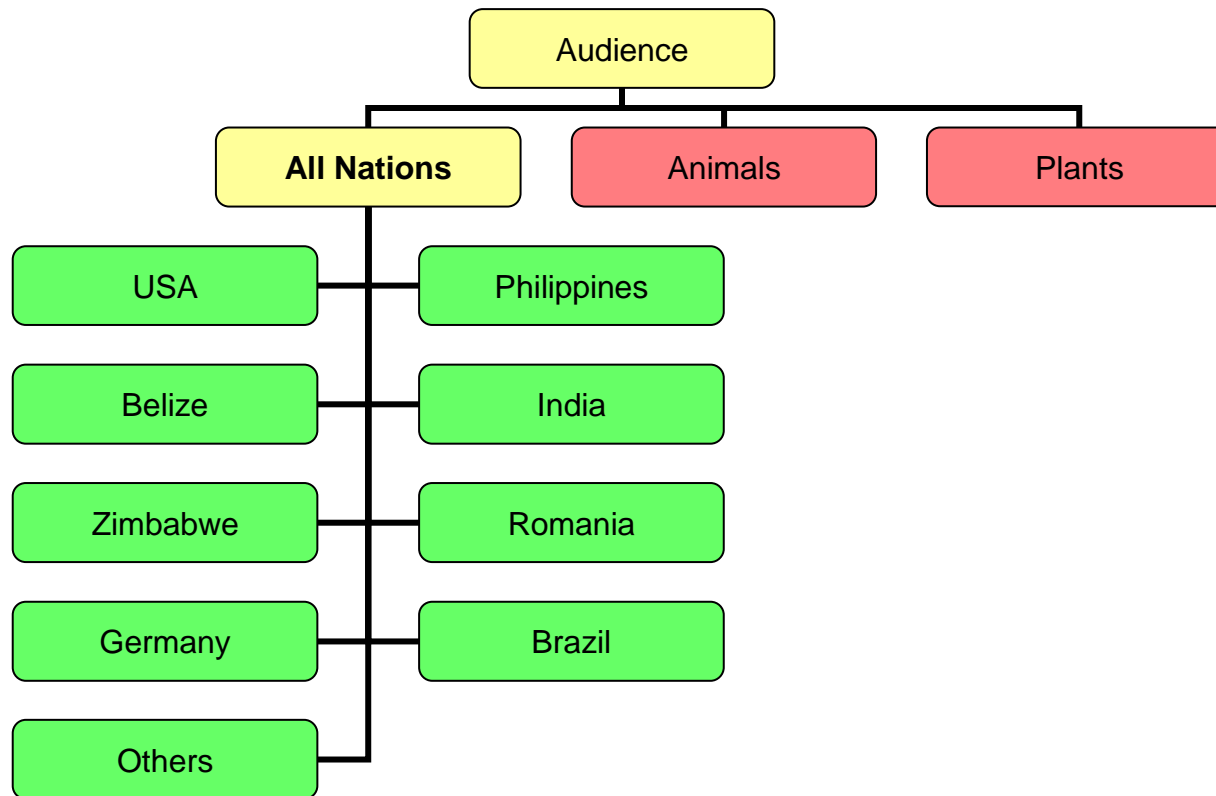 Audience
All Nations
Animals
Plants
USA
Philippines
Belize
India
Zimbabwe
Romania
Germany
Brazil
Others